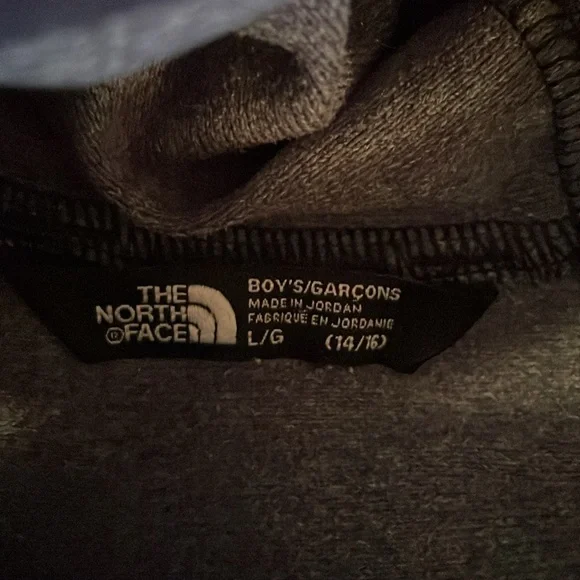 THE
NORTH
FACE
BOY'S/GARÇONS
MADE IN JORDAN
FABRIQUÉ EN JORDANIE
L/G (14/16)